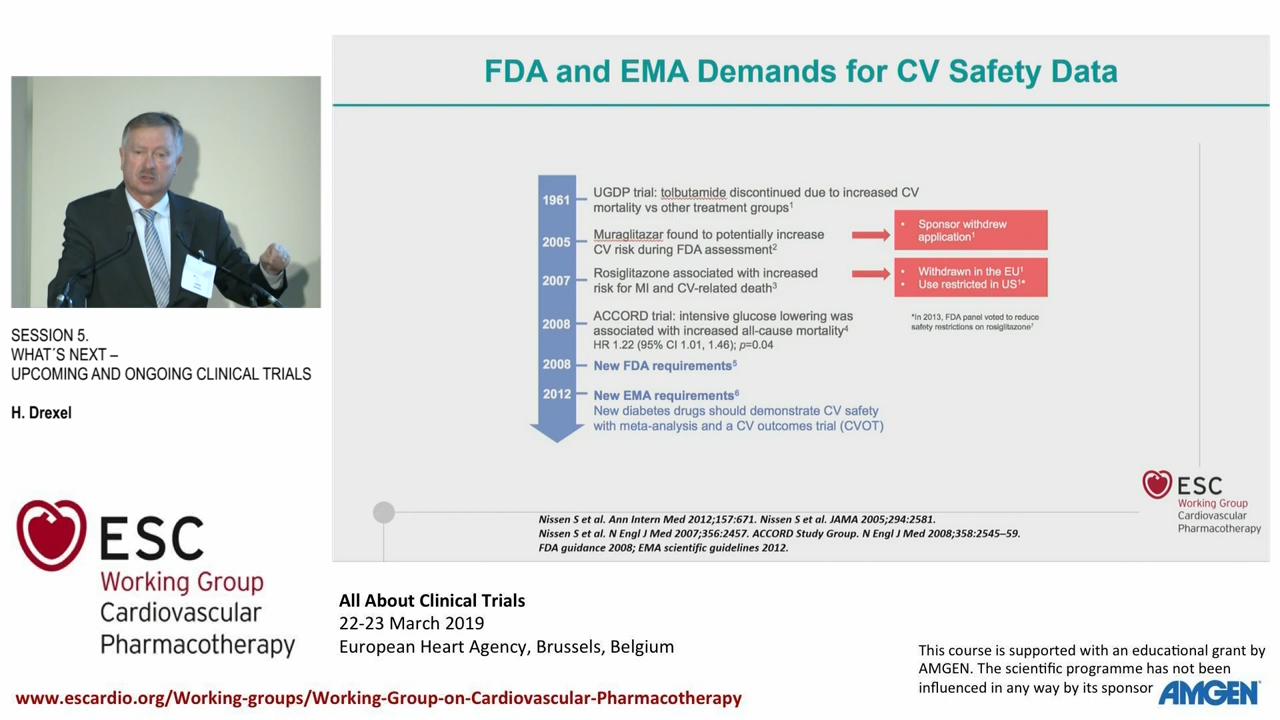 FDA and EMA Demands for CV Safety Data
1961
UGDP trial: tolbutamide discontinued due to increased CV
mortality vs other treatment groups¹
2005
Muraglitazar found to potentially increase
CV risk during FDA assessment²
• Sponsor withdrew
application¹
2007
Rosiglitazone associated with increased
risk for MI and CV-related death³
• Withdrawn in the EU¹
• Use restricted in US¹*
*In 2013, FDA panel voted to reduce
safety restrictions on rosiglitazone⁷
2008
ACCORD trial: intensive glucose lowering was
associated with increased all-cause mortality⁴
HR 1.22 (95% CI 1.01, 1.46); p=0.04
2008
New FDA requirements⁵
2012
New EMA requirements⁶
New diabetes drugs should demonstrate CV safety
with meta-analysis and a CV outcomes trial (CVOT)
Nissen S et al. Ann Intern Med 2012;157:671. Nissen S et al. JAMA 2005;294:2581.
Nissen S et al. N Engl J Med 2007;356:2457. ACCORD Study Group. N Engl J Med 2008;358:2545–59.
FDA guidance 2008; EMA scientific guidelines 2012.
ESC
Working Group
Cardiovascular
Pharmacotherapy
SESSION 5.
WHAT´S NEXT –
UPCOMING AND ONGOING CLINICAL TRIALS
H. Drexel
ESC
Working Group
Cardiovascular
Pharmacotherapy
All About Clinical Trials
22-23 March 2019
European Heart Agency, Brussels, Belgium
This course is supported with an educational grant by
AMGEN. The scientific programme has not been
influenced in any way by its sponsor
AMGEN®
www.escardio.org/Working-groups/Working-Group-on-Cardiovascular-Pharmacotherapy